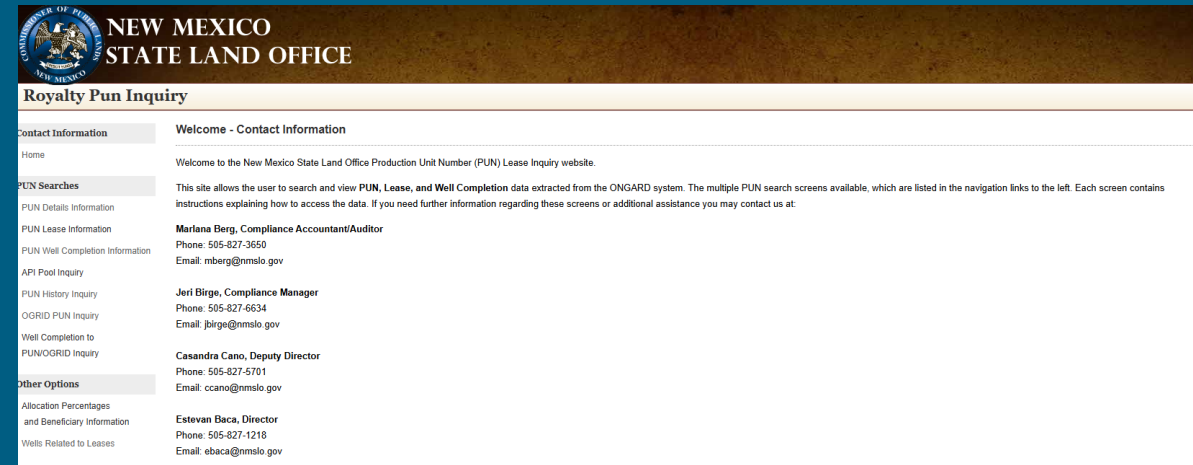 COMMISSIONER OF PUBLIC LANDS
NEW MEXICO
NEW MEXICO
STATE LAND OFFICE
Royalty Pun Inquiry
Contact Information
Home
PUN Searches
PUN Details Information
PUN Lease Information
PUN Well Completion Information
API Pool Inquiry
PUN History Inquiry
OGRID PUN Inquiry
Well Completion to
PUN/OGRID Inquiry
Other Options
Allocation Percentages
and Beneficiary Information
Wells Related to Leases
Welcome - Contact Information
Welcome to the New Mexico State Land Office Production Unit Number (PUN) Lease Inquiry website.
This site allows the user to search and view PUN, Lease, and Well Completion data extracted from the ONGARD system. The multiple PUN search screens available, which are listed in the navigation links to the left. Each screen contains
instructions explaining how to access the data. If you need further information regarding these screens or additional assistance you may contact us at:
Marlana Berg, Compliance Accountant/Auditor
Phone: 505-827-3650
Email: mberg@nmslo.gov
Jeri Birge, Compliance Manager
Phone: 505-827-6634
Email: jbirge@nmslo.gov
Casandra Cano, Deputy Director
Phone: 505-827-5701
Email: ccano@nmslo.gov
Estevan Baca, Director
Phone: 505-827-1218
Email: ebaca@nmslo.gov